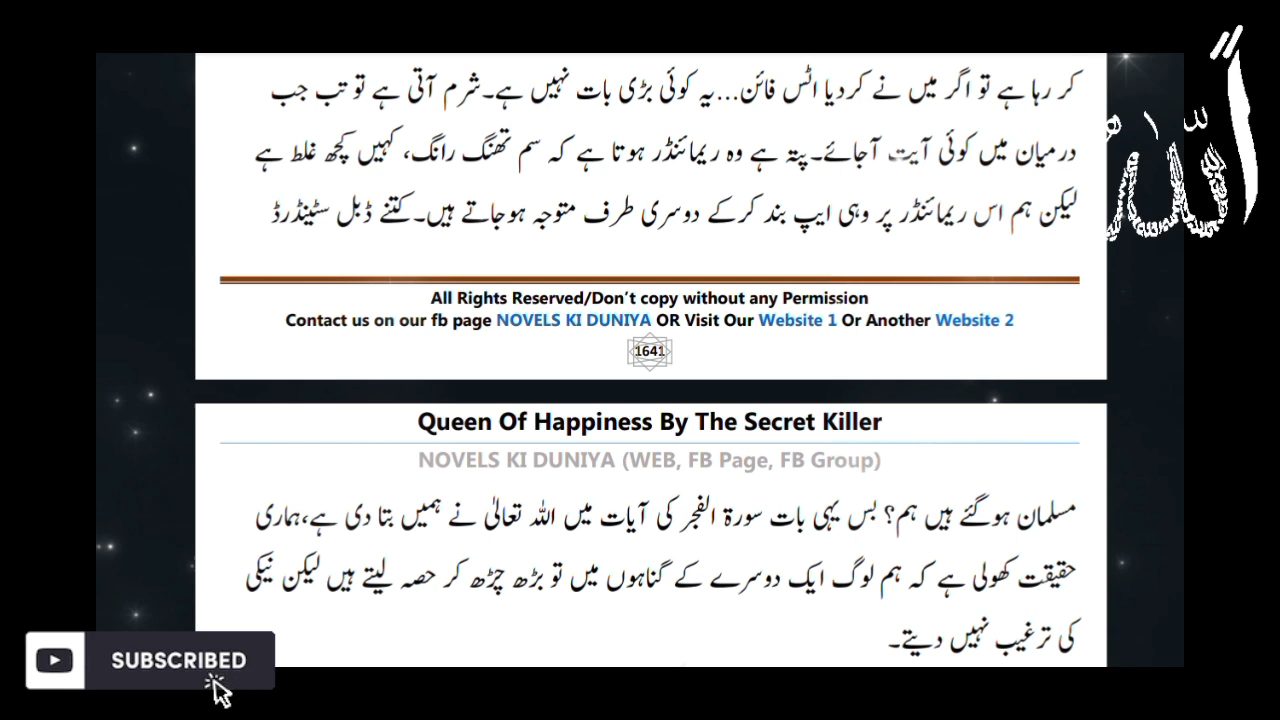 کر رہا ہے تو اگر میں نے کردیا اٹس فائن...یہ کوئی بڑی بات نہیں ہے۔شرم آتی ہے تو تب جب
درمیان میں کوئی آیت آجائے۔پتہ ہے وہ ریمائنڈر ہوتا ہے کہ سم تھنگ رانگ، کہیں کچھ غلط ہے
لیکن ہم اس ریمائنڈر پر وہی ایپ بند کرکے دوسری طرف متوجہ ہوجاتے ہیں۔کتنے ڈبل سٹینڈرڈ
All Rights Reserved/Don't copy without any Permission
Contact us on our fb page NOVELS KI DUNIYA OR Visit Our Website 1 Or Another Website 2
1641
Queen Of Happiness By The Secret Killer
NOVELS KI DUNIYA (WEB, FB Page, FB Group)
مسلمان ہوگئے ہیں ہم؟ بس یہی بات سورۃ الفجر کی آیات میں اللہ تعالیٰ نے ہمیں بتا دی ہے،ہماری
حقیقت کھولی ہے کہ ہم لوگ ایک دوسرے کے گناہوں میں تو بڑھ چڑھ کر حصہ لیتے ہیں لیکن نیکی
کی ترغیب نہیں دیتے۔
SUBSCRIBED
اللہ